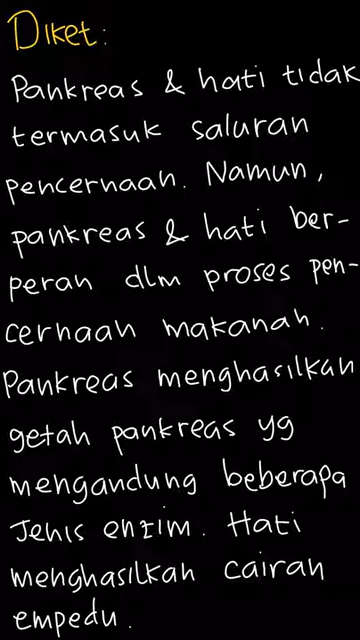 Diket:
Pankreas & hati tidak
termasuk saluran
pencernaan. Namun,
pankreas & hati ber-
peran dlm proses pen-
cernaan makanan.
Pankreas menghasilkan
getah pankreas yg
mengandung beberapa
jenis enzim. Hati
menghasilkan cairan
empedu.